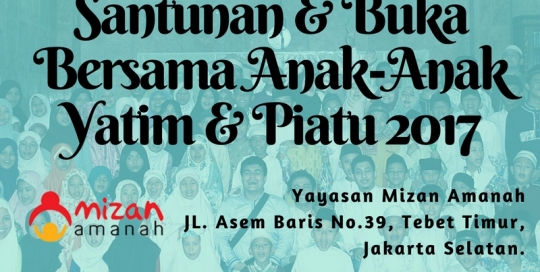 Santunan & Buka
Bersama Anak-Anak
Yatim & Piatu 2017
mizan
amanah
Yayasan Mizan Amanah
JL. Asem Baris No.39, Tebet Timur,
Jakarta Selatan.